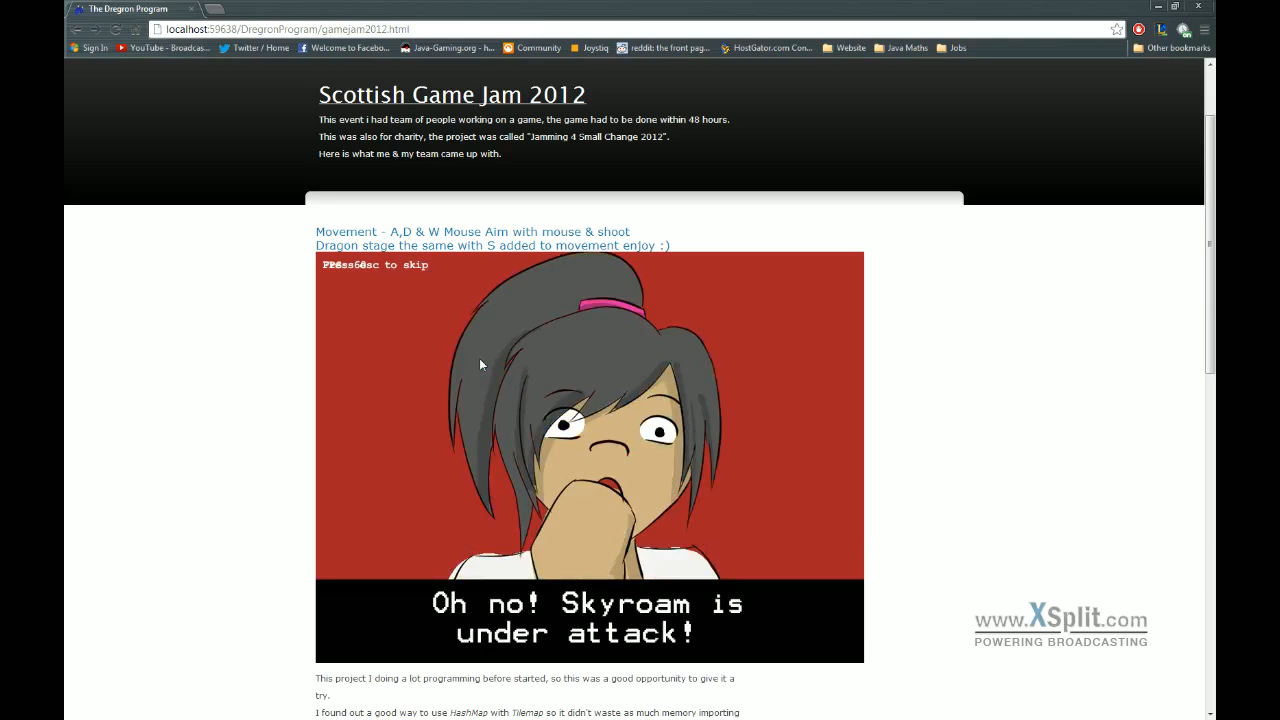 The Dregron Program
localhost:59638/DregronProgram/gamejam2012.html
Sign In YouTube - Broadcas... Twitter / Home Welcome to Facebo... Java-Gaming.org - h... Community Joystiq reddit: the front pag... HostGator.com Con... Website Java Maths Jobs Other bookmarks
Scottish Game Jam 2012
This event i had team of people working on a game, the game had to be done within 48 hours.
This was also for charity, the project was called "Jamming 4 Small Change 2012".
Here is what me & my team came up with.
Movement - A,D & W Mouse Aim with mouse & shoot
Dragon stage the same with S added to movement enjoy :)
to skip
Oh no! Skyroam is
under attack!
www.XSplit.com
POWERING BROADCASTING
This project I doing a lot programming before started, so this was a good opportunity to give it a
try.
I found out a good way to use HashMap with Tilemap so it didn't waste as much memory importing